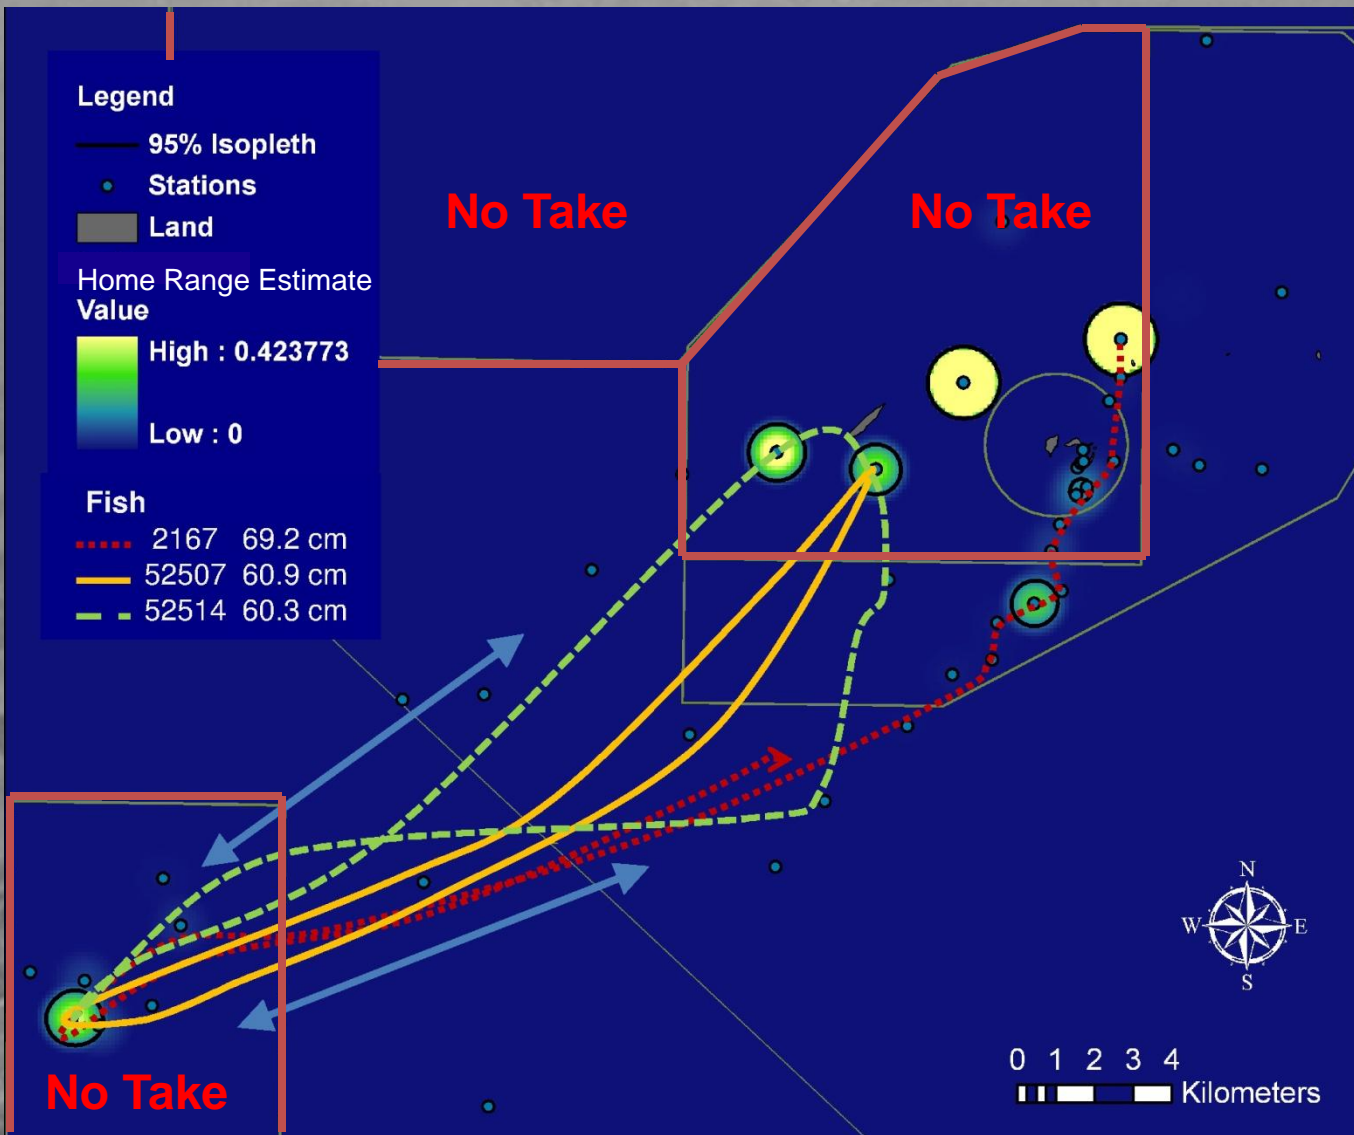 Legend
95% Isopleth
Stations
Land
Home Range Estimate
Value
High : 0.423773
Low : 0
Fish
2167 69.2 cm
52507 60.9 cm
52514 60.3 cm
No Take
No Take
No Take
N
W E
S
0 1 2 3 4
Kilometers